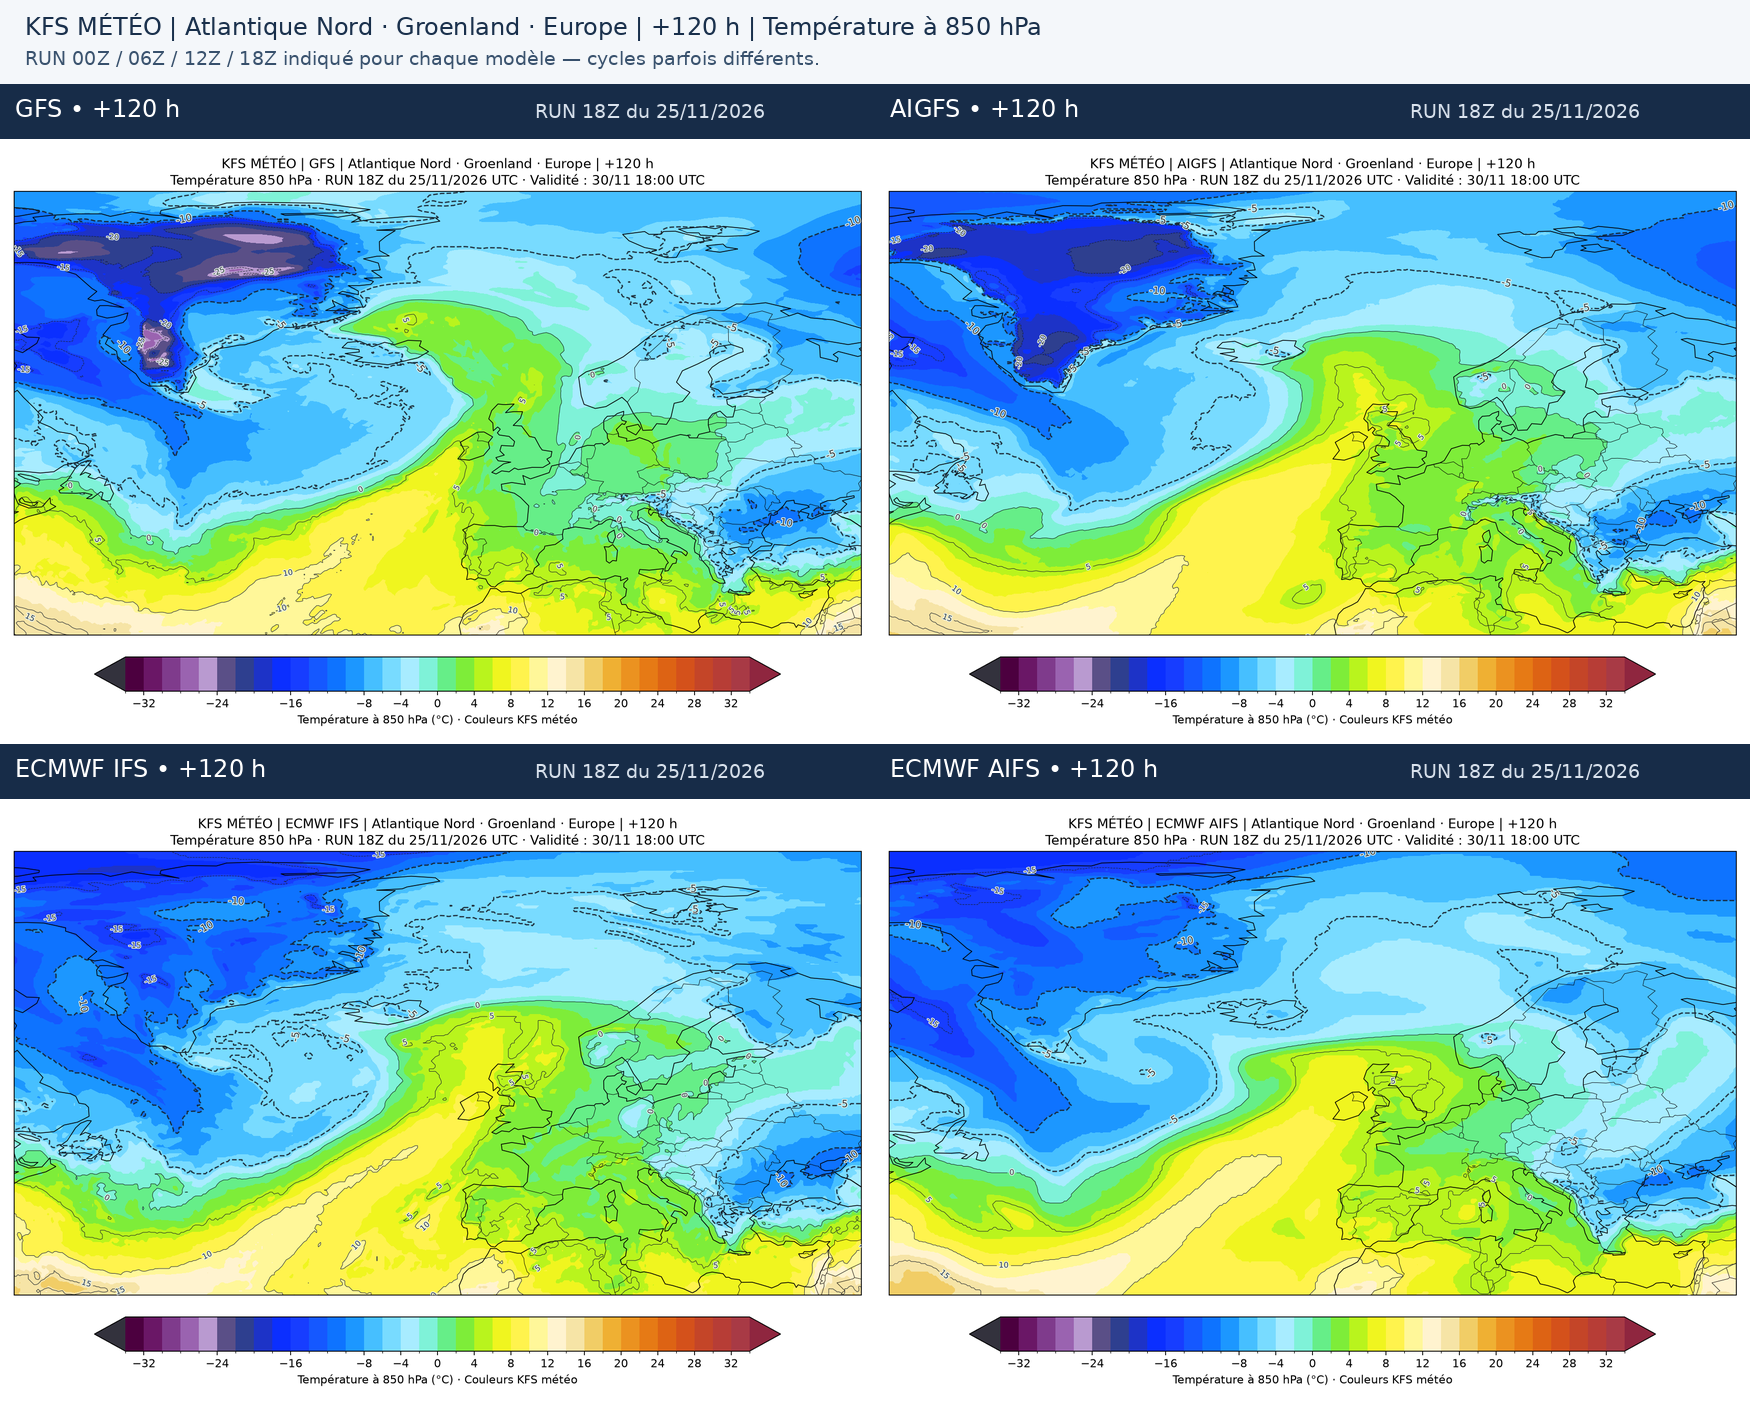 KFS MÉTÉO | Atlantique Nord · Groenland · Europe | +120 h | Température à 850 hPa
RUN 00Z / 06Z / 12Z / 18Z indiqué pour chaque modèle — cycles parfois différents.
GFS • +120 h
RUN 18Z du 25/11/2026
AIGFS • +120 h
RUN 18Z du 25/11/2026
KFS MÉTÉO | GFS | Atlantique Nord · Groenland · Europe | +120 h
Température 850 hPa · RUN 18Z du 25/11/2026 UTC · Validité : 30/11 18:00 UTC
KFS MÉTÉO | AIGFS | Atlantique Nord · Groenland · Europe | +120 h
Température 850 hPa · RUN 18Z du 25/11/2026 UTC · Validité : 30/11 18:00 UTC
−32 −24 −16 −8 −4 0 4 8 12 16 20 24 28 32
Température à 850 hPa (°C) · Couleurs KFS météo
−32 −24 −16 −8 −4 0 4 8 12 16 20 24 28 32
Température à 850 hPa (°C) · Couleurs KFS météo
ECMWF IFS • +120 h
RUN 18Z du 25/11/2026
ECMWF AIFS • +120 h
RUN 18Z du 25/11/2026
KFS MÉTÉO | ECMWF IFS | Atlantique Nord · Groenland · Europe | +120 h
Température 850 hPa · RUN 18Z du 25/11/2026 UTC · Validité : 30/11 18:00 UTC
KFS MÉTÉO | ECMWF AIFS | Atlantique Nord · Groenland · Europe | +120 h
Température 850 hPa · RUN 18Z du 25/11/2026 UTC · Validité : 30/11 18:00 UTC
−32 −24 −16 −8 −4 0 4 8 12 16 20 24 28 32
Température à 850 hPa (°C) · Couleurs KFS météo
−32 −24 −16 −8 −4 0 4 8 12 16 20 24 28 32
Température à 850 hPa (°C) · Couleurs KFS météo